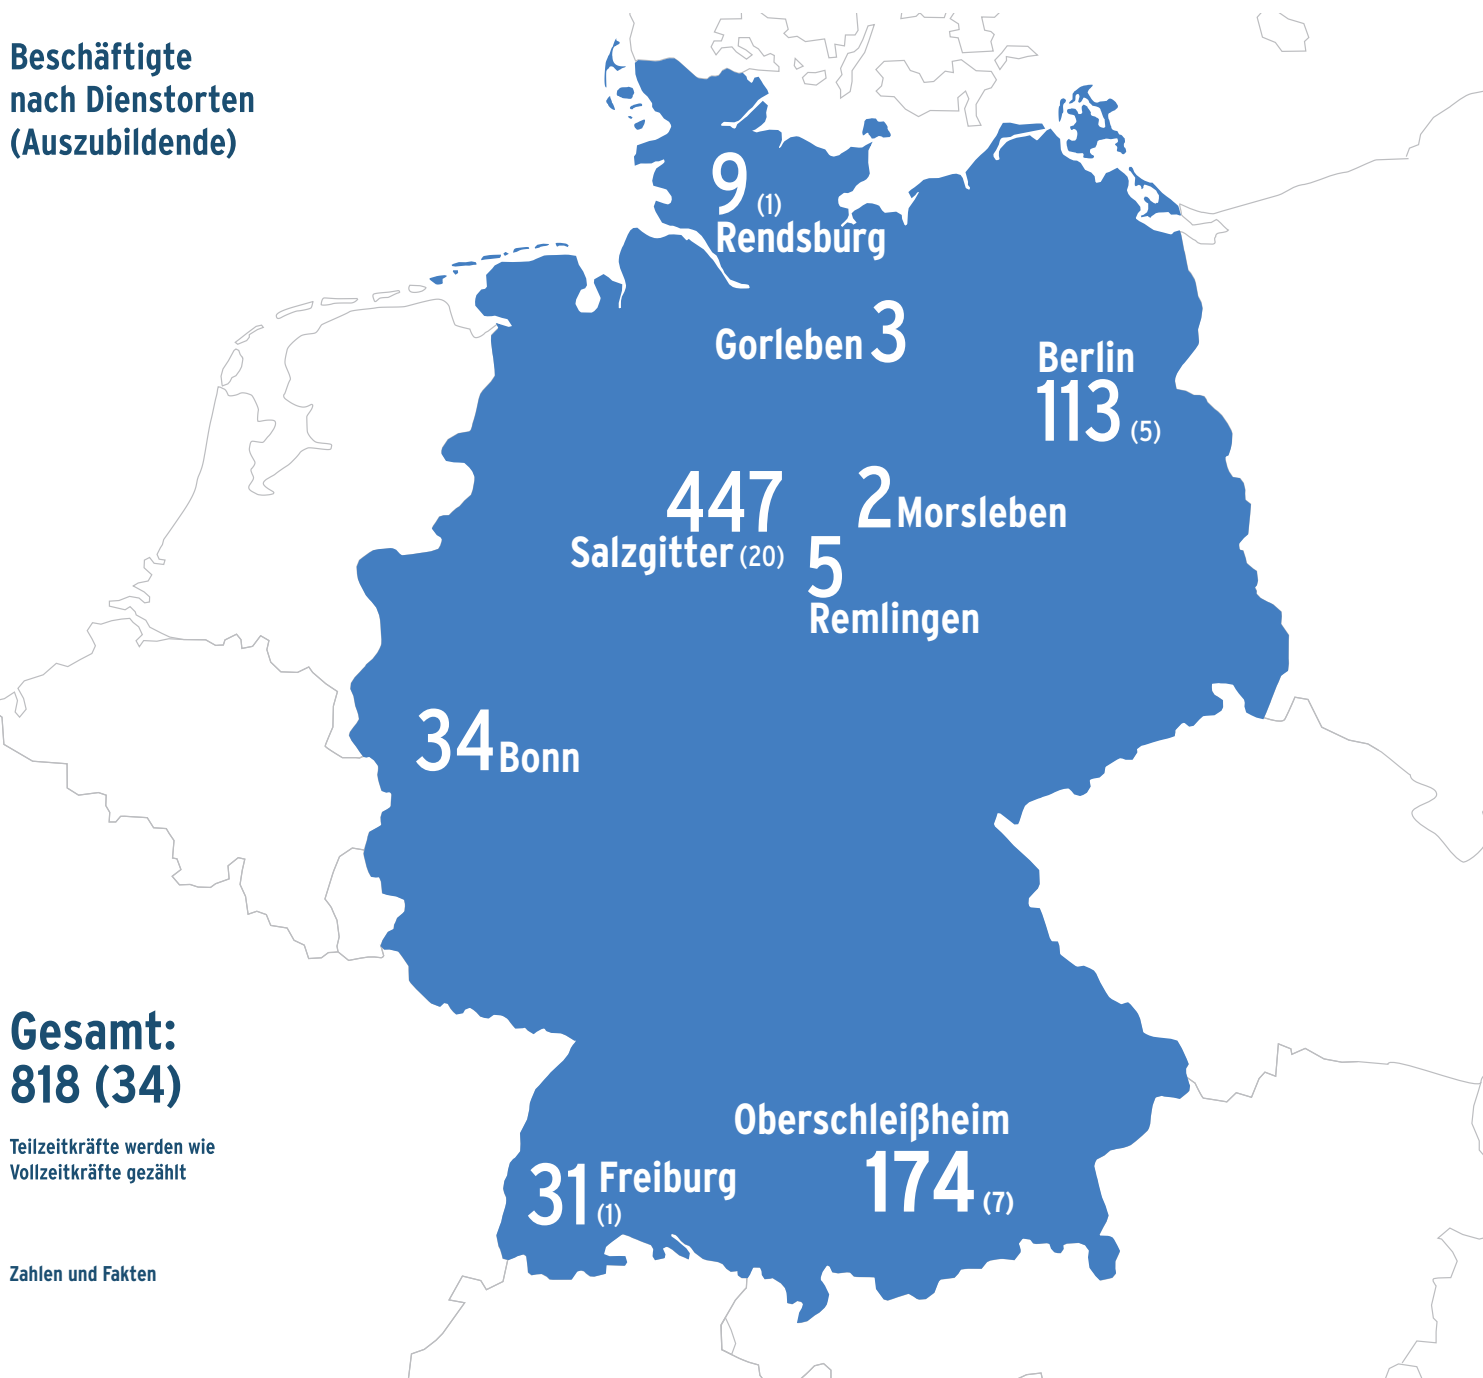 Beschäftigte
nach Dienstorten
(Auszubildende)
9 (1)
Rendsburg
Gorleben 3
Berlin
113 (5)
447
Salzgitter (20)
2 Morsleben
5
Remlingen
34 Bonn
Gesamt:
818 (34)
Teilzeitkräfte werden wie
Vollzeitkräfte gezählt
Oberschleißheim
174 (7)
31 Freiburg
(1)
Zahlen und Fakten